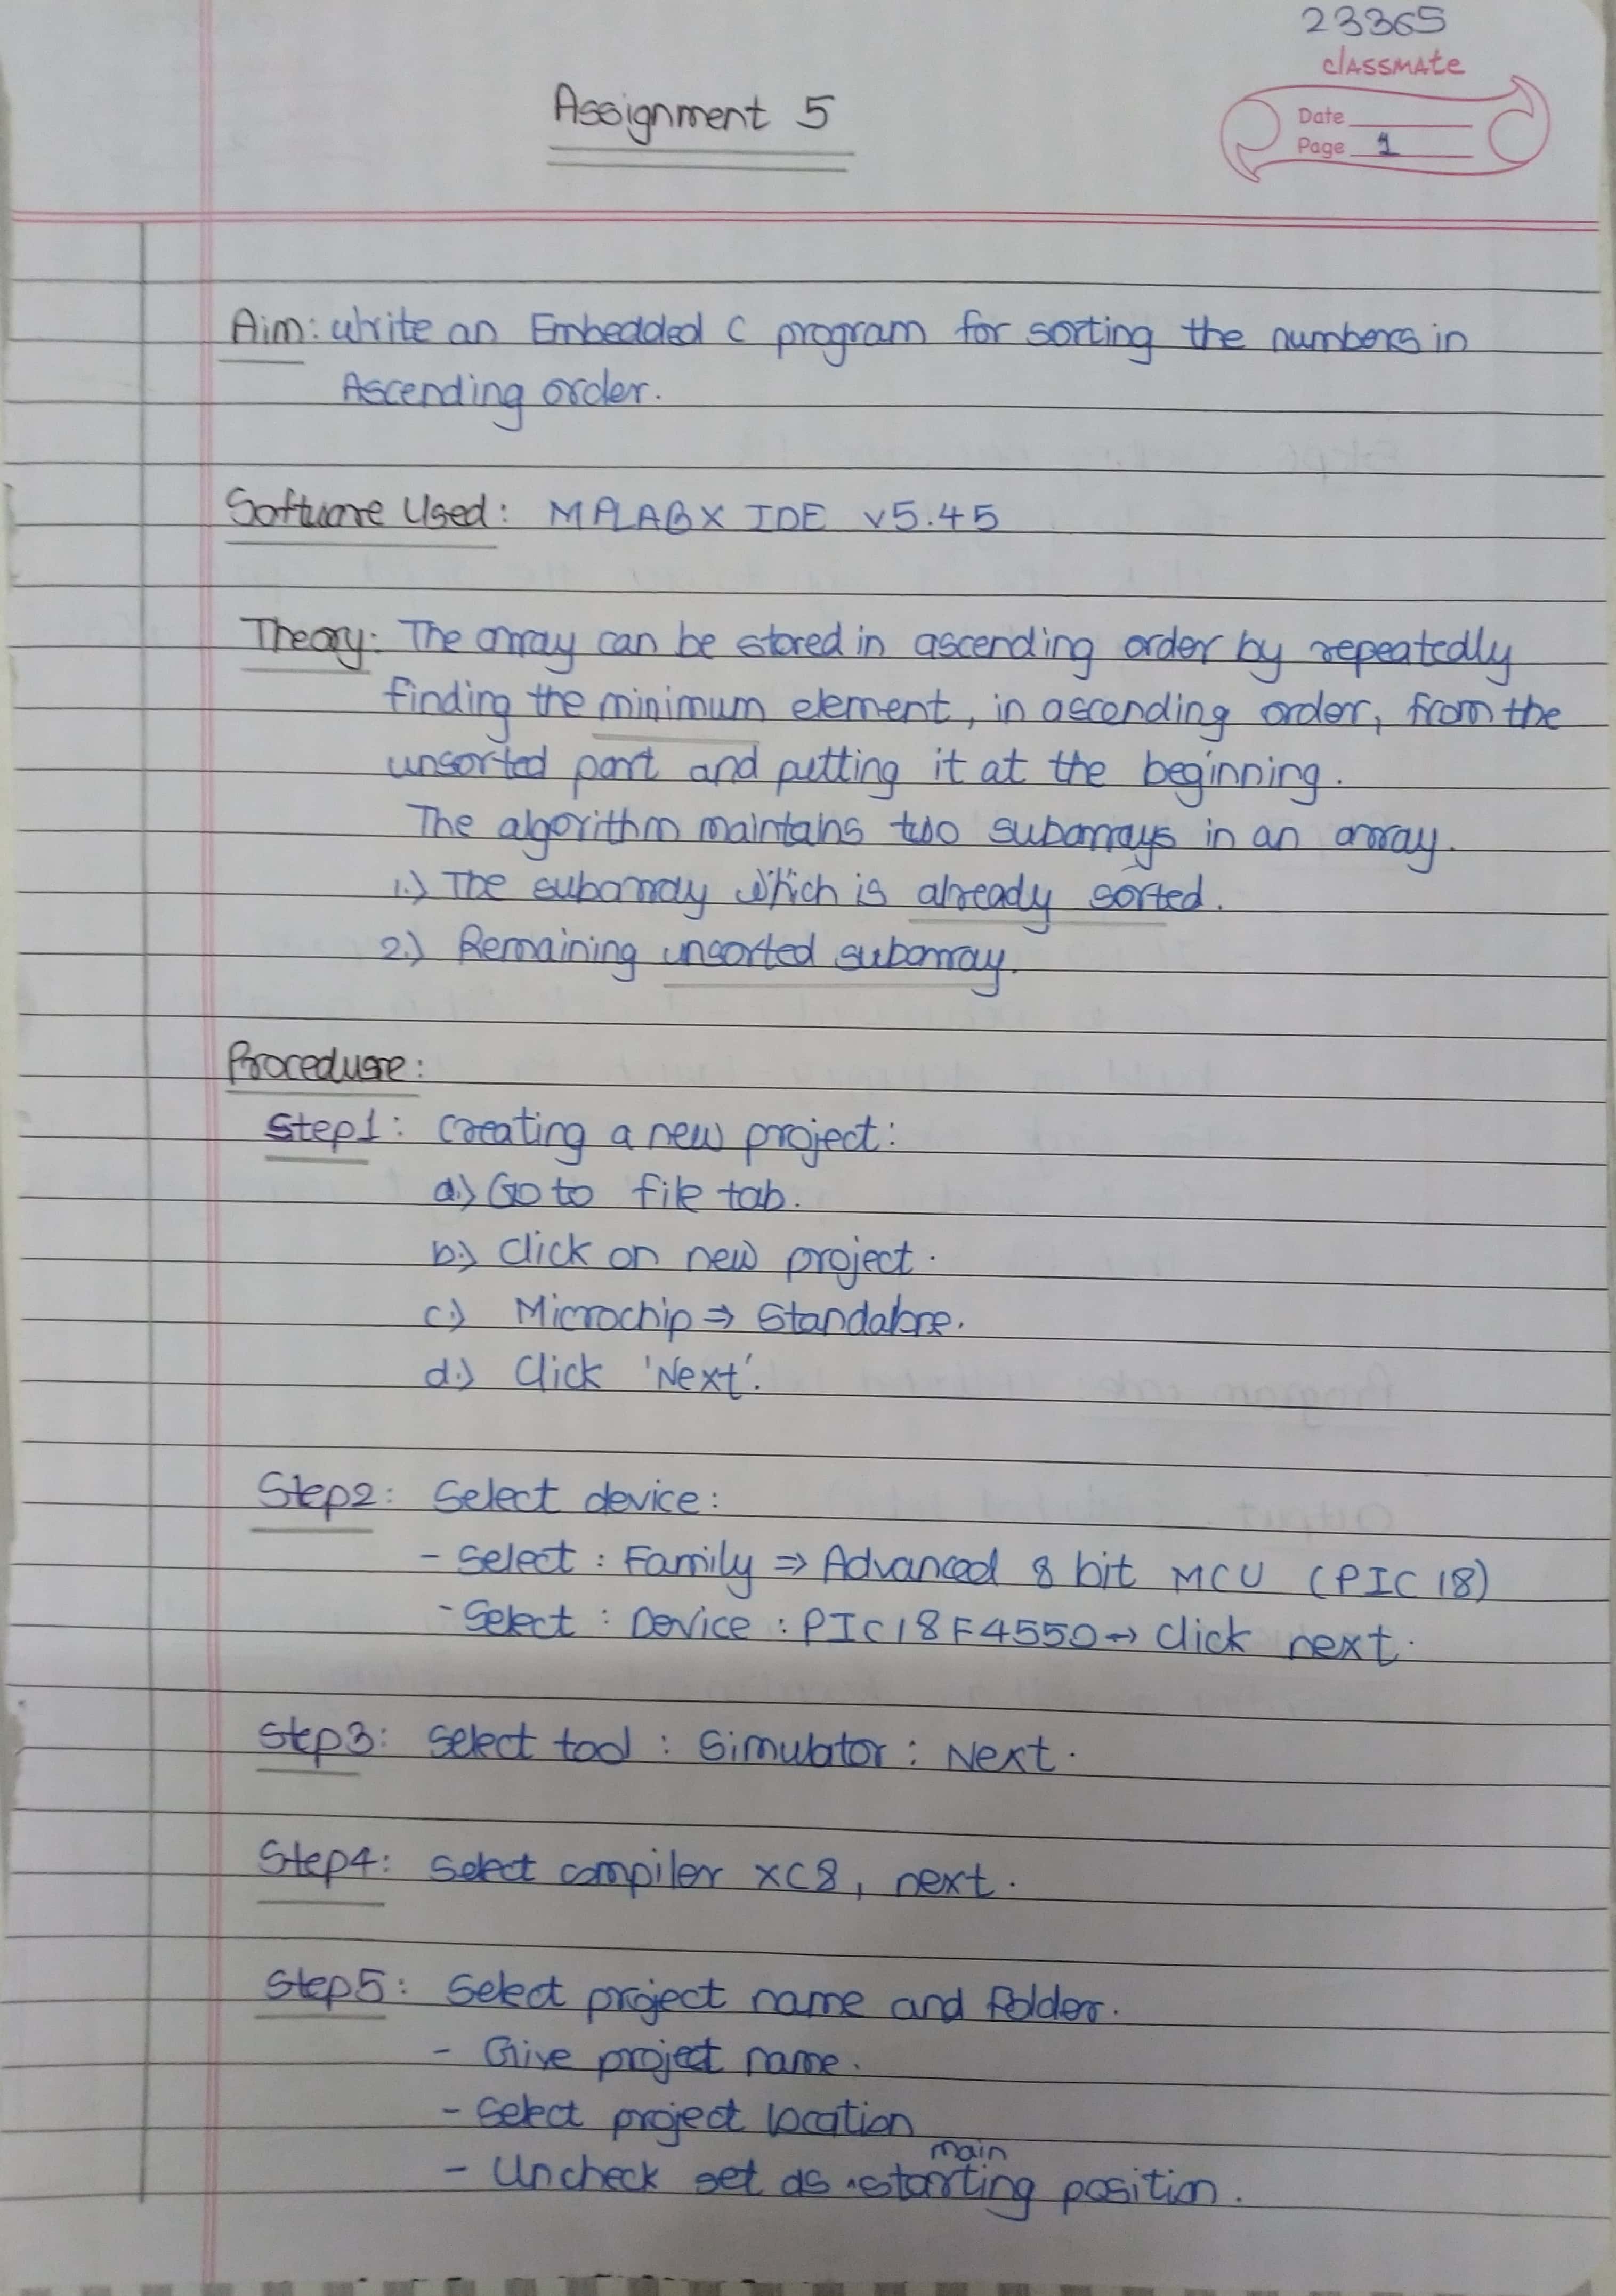 23365
classmate
Assignment 5
Date
Page 1
Aim: Write an Embedded C program for sorting the numbers in
Ascending order.
Software Used: MPLAB X IDE v5.45
Theory: The array can be stored in ascending order by repeatedly
finding the minimum element, in ascending order, from the
unsorted part and putting it at the beginning.
The algorithm maintains two subarrays in an array.
1.) The subarray which is already sorted.
2.) Remaining unsorted subarray.
Procedure:
Step1: Creating a new project:
a.) Go to file tab.
b.) Click on new project.
c.) Microchip ⇒ Standalone.
d.) Click 'Next'.
Step2: Select device:
- Select : Family ⇒ Advanced 8 bit MCU (PIC 18)
- Select : Device : PIC18F4550 → Click next.
Step3: Select tool : Simulator : Next.
Step4: Select compiler XC8, next.
Step5: Select project name and folder.
- Give project name.
- Select project location
main
- Uncheck set as starting position.